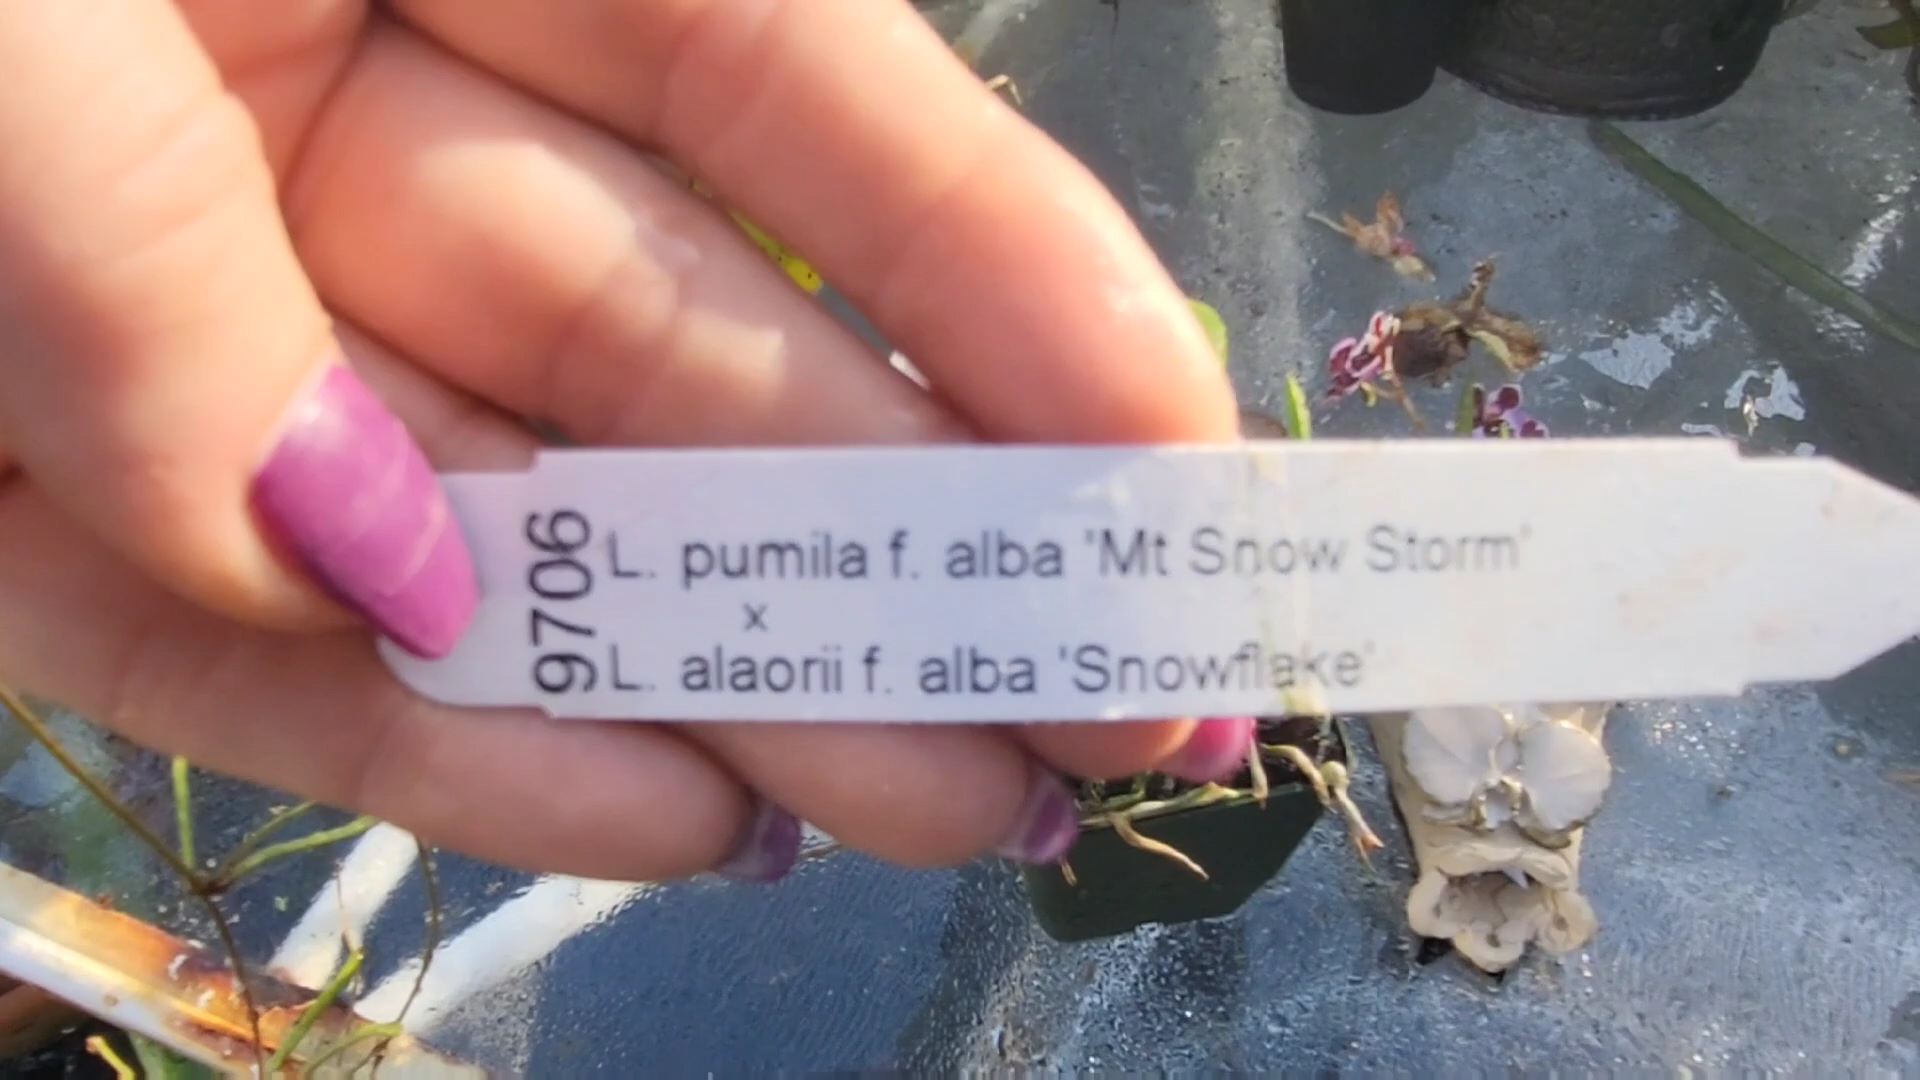 9706
L. pumila f. alba 'Mt Snow Storm'
x
L. alaorii f. alba 'Snowflake'